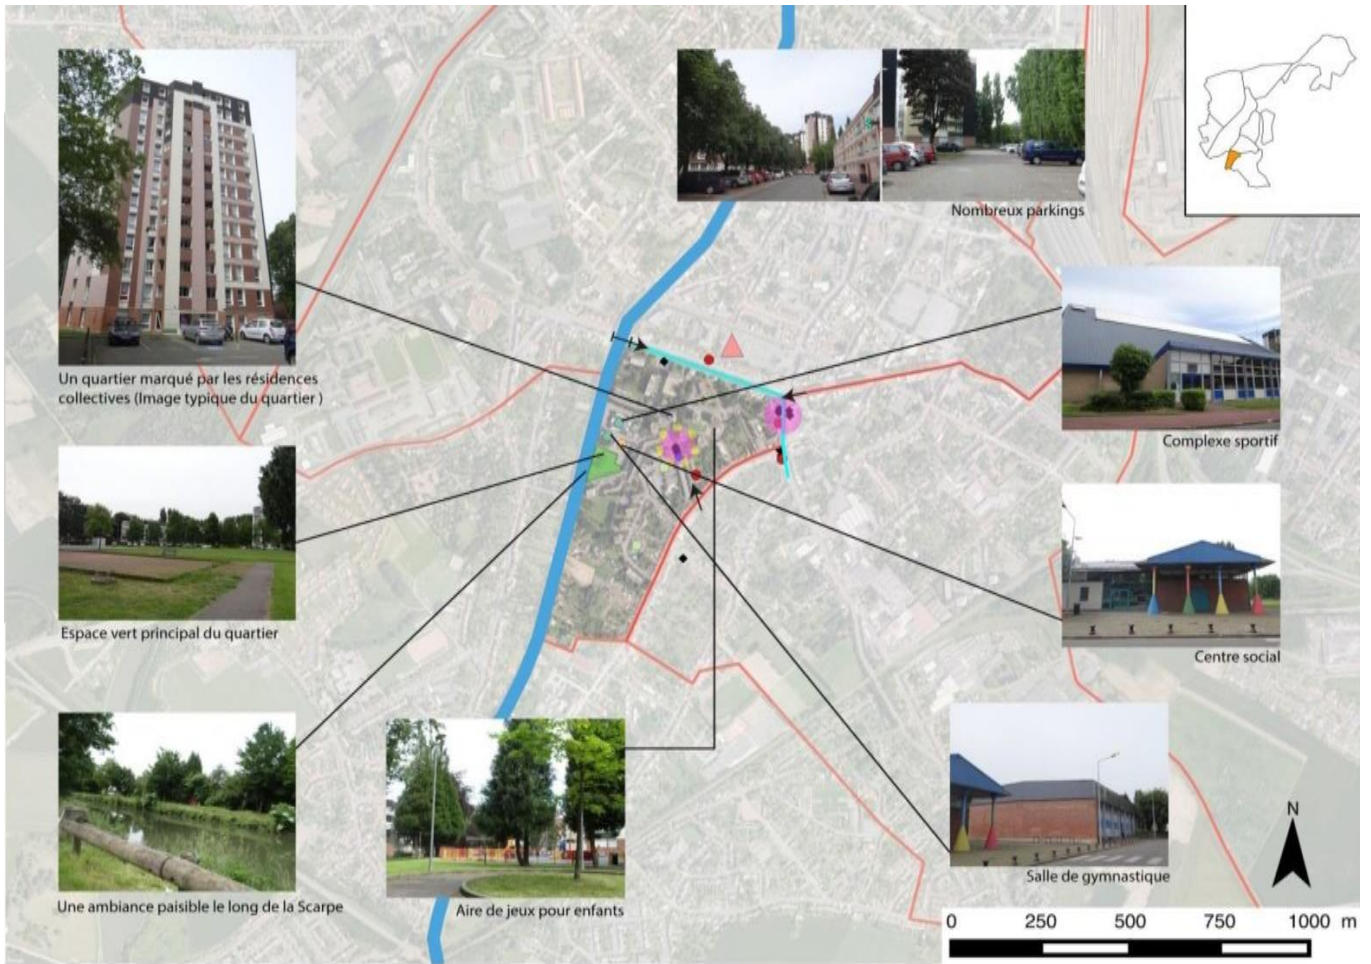 Nombreux parkings
Un quartier marqué par les résidences
collectives (Image typique du quartier )
Complexe sportif
Espace vert principal du quartier
Centre social
Salle de gymnastique
Une ambiance paisible le long de la Scarpe
Aire de jeux pour enfants
N
0 250 500 750 1000 m